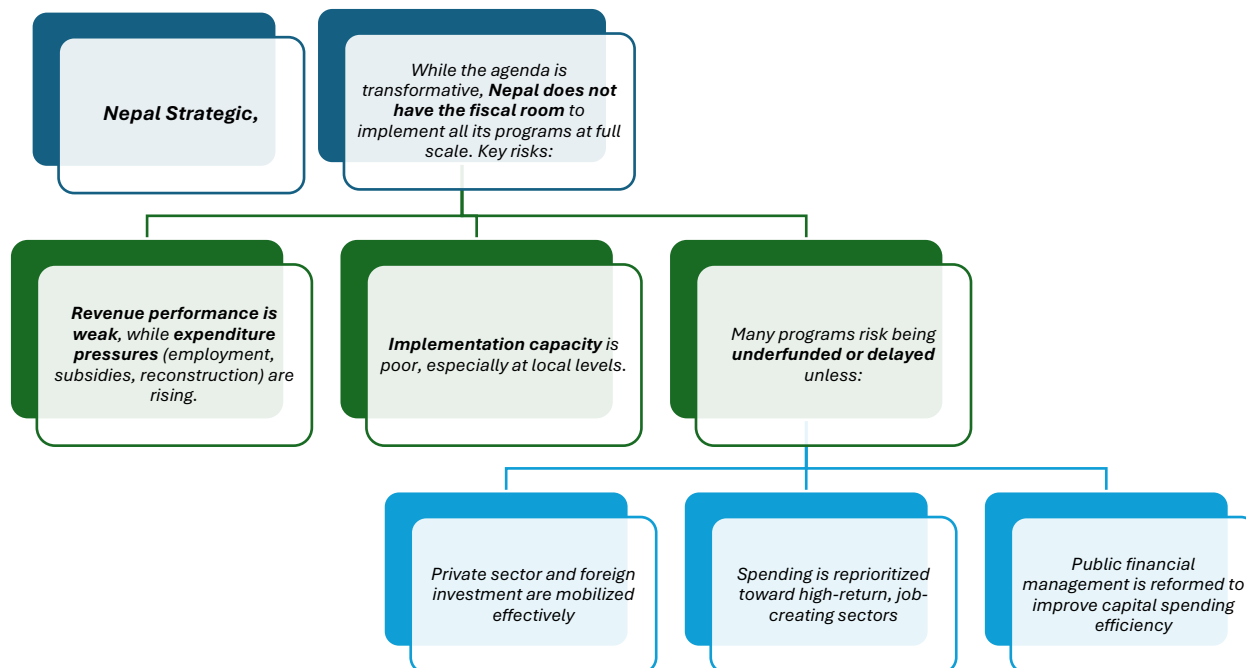 Nepal Strategic,
While the agenda is
transformative, Nepal does not
have the fiscal room to
implement all its programs at full
scale. Key risks:
Revenue performance is
weak, while expenditure
pressures (employment,
subsidies, reconstruction) are
rising.
Implementation capacity is
poor, especially at local levels.
Many programs risk being
underfunded or delayed
unless:
Private sector and foreign
investment are mobilized
effectively
Spending is reprioritized
toward high-return, job-
creating sectors
Public financial
management is reformed to
improve capital spending
efficiency